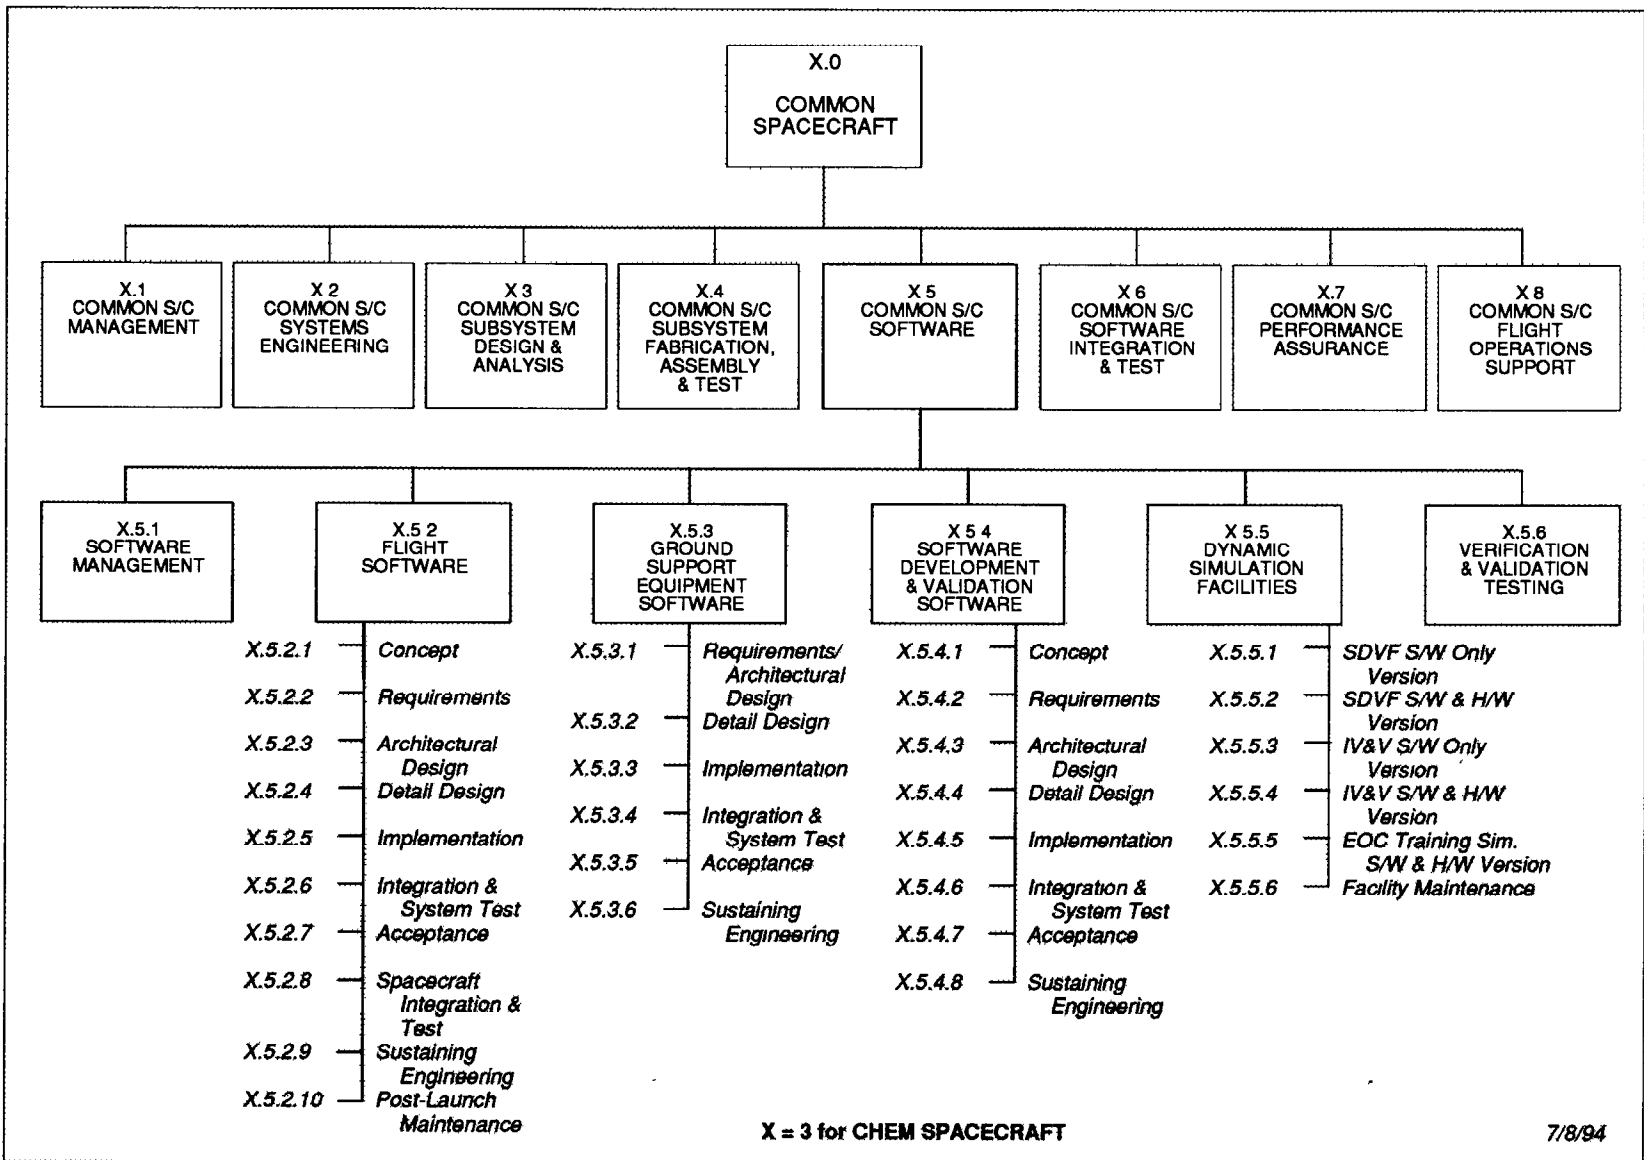 X.0
COMMON
SPACECRAFT
X.1
COMMON S/C
MANAGEMENT
X 2
COMMON S/C
SYSTEMS
ENGINEERING
X 3
COMMON S/C
SUBSYSTEM
DESIGN &
ANALYSIS
X.4
COMMON S/C
SUBSYSTEM
FABRICATION,
ASSEMBLY
& TEST
X 5
COMMON S/C
SOFTWARE
X 6
COMMON S/C
SOFTWARE
INTEGRATION
& TEST
X.7
COMMON S/C
PERFORMANCE
ASSURANCE
X 8
COMMON S/C
FLIGHT
OPERATIONS
SUPPORT
X.5.1
SOFTWARE
MANAGEMENT
X.5 2
FLIGHT
SOFTWARE
X.5.3
GROUND
SUPPORT
EQUIPMENT
SOFTWARE
X 5 4
SOFTWARE
DEVELOPMENT
& VALIDATION
SOFTWARE
X 5.5
DYNAMIC
SIMULATION
FACILITIES
X.5.6
VERIFICATION
& VALIDATION
TESTING
X.5.2.1 Concept
X.5.2.2 Requirements
X.5.2.3 Architectural
Design
X.5.2.4 Detail Design
X.5.2.5 Implementation
X.5.2.6 Integration &
System Test
X.5.2.7 Acceptance
X.5.2.8 Spacecraft
Integration &
Test
X.5.2.9 Sustaining
Engineering
X.5.2.10 Post-Launch
Maintenance
X.5.3.1 Requirements/
Architectural
Design
X.5.3.2 Detail Design
X.5.3.3 Implementation
X.5.3.4 Integration &
System Test
X.5.3.5 Acceptance
X.5.3.6 Sustaining
Engineering
X.5.4.1 Concept
X.5.4.2 Requirements
X.5.4.3 Architectural
Design
X.5.4.4 Detail Design
X.5.4.5 Implementation
X.5.4.6 Integration &
System Test
X.5.4.7 Acceptance
X.5.4.8 Sustaining
Engineering
X.5.5.1 SDVF S/W Only
Version
X.5.5.2 SDVF S/W & H/W
Version
X.5.5.3 IV&V S/W Only
Version
X.5.5.4 IV&V S/W & H/W
Version
X.5.5.5 EOC Training Sim.
S/W & H/W Version
X.5.5.6 Facility Maintenance
X = 3 for CHEM SPACECRAFT
7/8/94